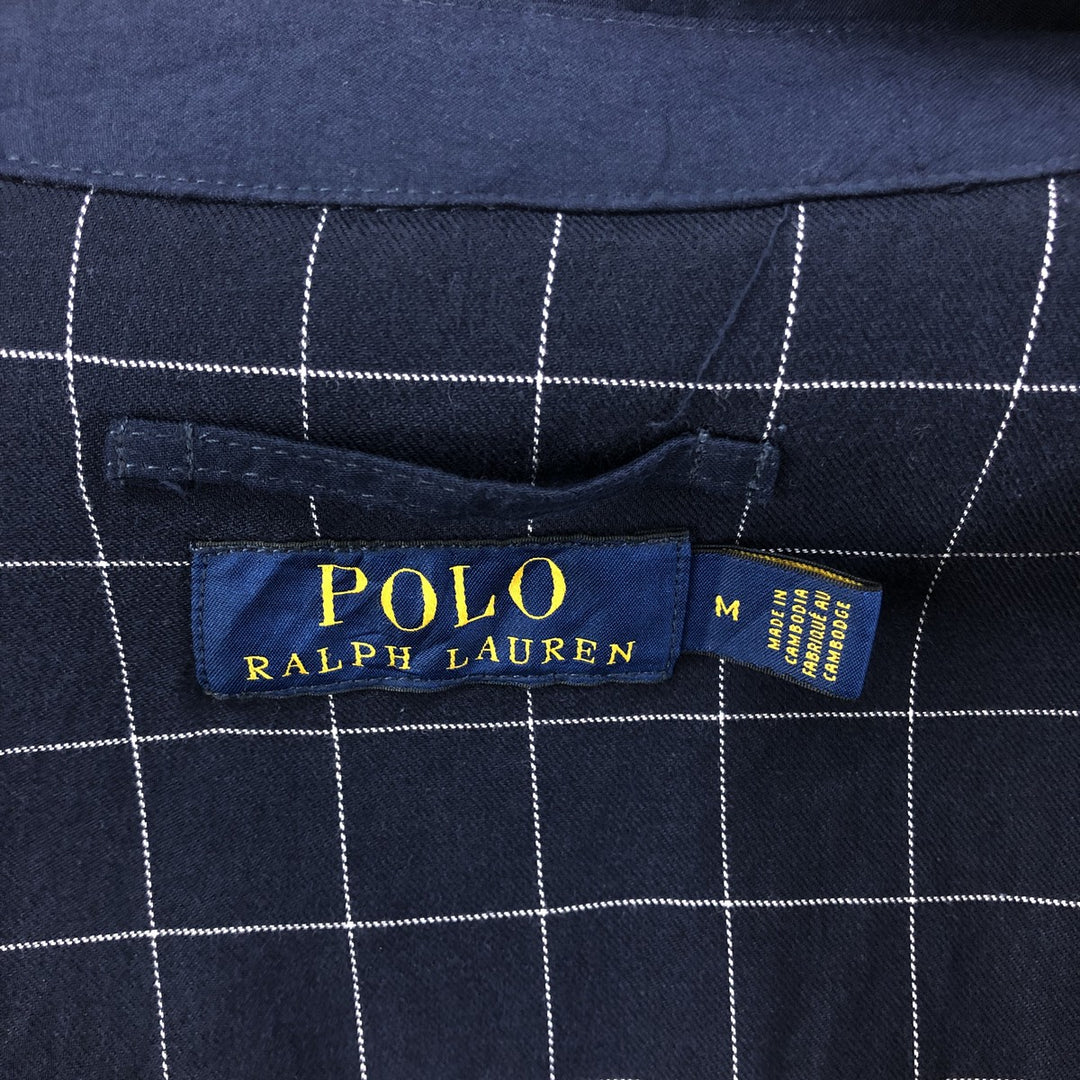 POLO
RALPH LAUREN
M
MADE IN
CAMBODIA
FABRIQUÉ AU
CAMBODGE